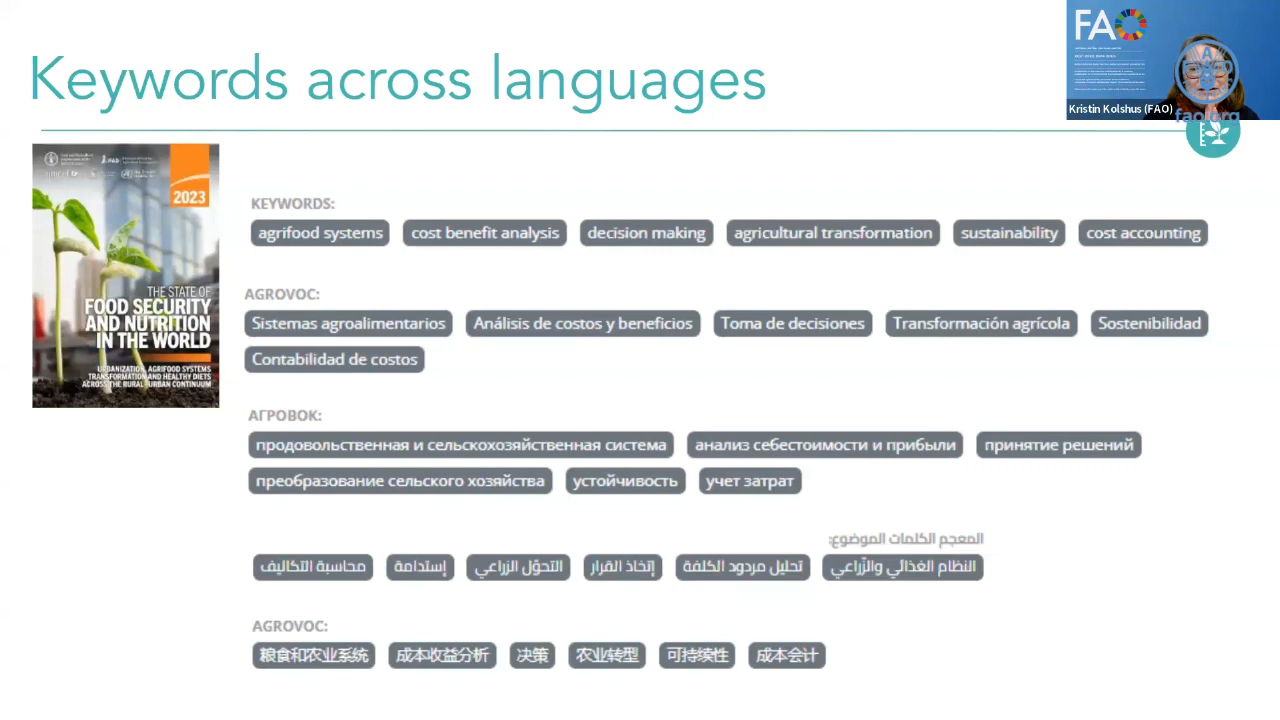 Keywords across languages
FAO
Kristin Kolshus (FAO)
fao.org
2023
THE STATE OF
FOOD SECURITY
AND NUTRITION
IN THE WORLD
URBANIZATION, AGRIFOOD SYSTEMS
TRANSFORMATION AND HEALTHY DIETS
ACROSS THE RURAL–URBAN CONTINUUM
KEYWORDS:
agrifood systems cost benefit analysis decision making agricultural transformation sustainability cost accounting
AGROVOC:
Sistemas agroalimentarios Análisis de costos y beneficios Toma de decisiones Transformación agrícola Sostenibilidad
Contabilidad de costos
АГРОВОК:
продовольственная и сельскохозяйственная система анализ себестоимости и прибыли принятие решений
преобразование сельского хозяйства устойчивость учет затрат
المعجم الكلمات الموضوع:
النظام الغذائي والزّراعي تحليل مردود الكلفة إتخاذ القرار التحوّل الزراعي إستدامة محاسبة التكاليف
AGROVOC:
粮食和农业系统 成本收益分析 决策 农业转型 可持续性 成本会计